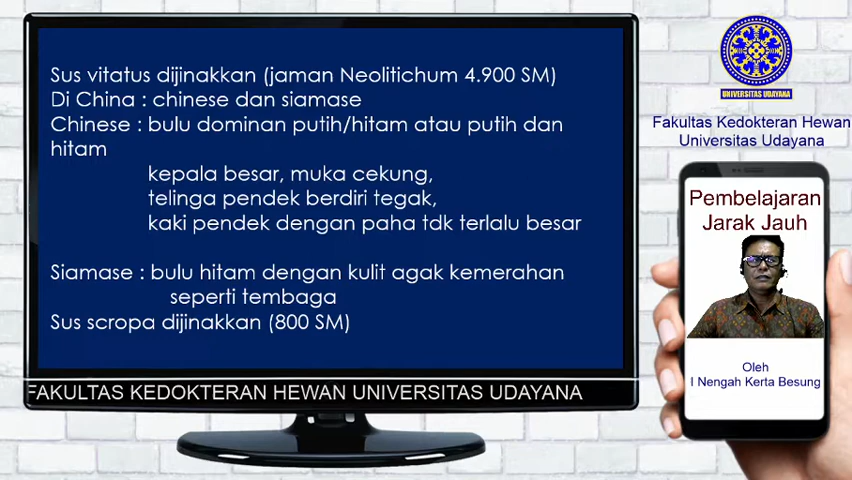 Sus vitatus dijinakkan (jaman Neolitichum 4.900 SM)
Di China : chinese dan siamase
Chinese : bulu dominan putih/hitam atau putih dan
hitam
kepala besar, muka cekung,
telinga pendek berdiri tegak,
kaki pendek dengan paha tdk terlalu besar
Siamase : bulu hitam dengan kulit agak kemerahan
seperti tembaga
Sus scropa dijinakkan (800 SM)
FAKULTAS KEDOKTERAN HEWAN UNIVERSITAS UDAYANA
UNIVERSITAS UDAYANA
Fakultas Kedokteran Hewan
Universitas Udayana
Pembelajaran
Jarak Jauh
Oleh
I Nengah Kerta Besung